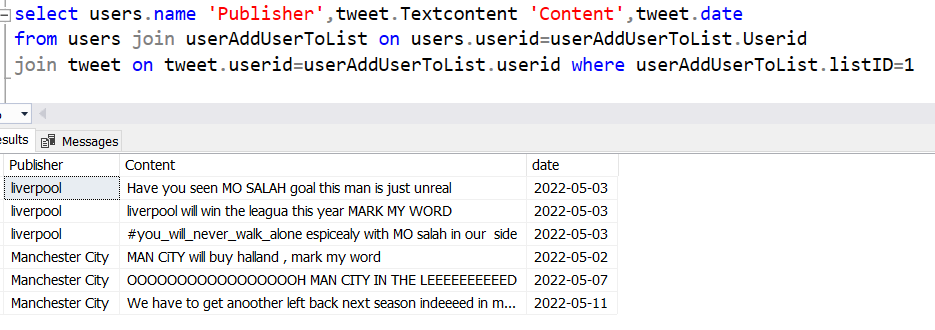 select users.name 'Publisher',tweet.Textcontent 'Content',tweet.date
from users join userAddUserToList on users.userid=userAddUserToList.Userid
join tweet on tweet.userid=userAddUserToList.userid where userAddUserToList.listID=1
esults Messages
Publisher Content date
liverpool Have you seen MO SALAH goal this man is just unreal 2022-05-03
liverpool liverpool will win the leagua this year MARK MY WORD 2022-05-03
liverpool #you_will_never_walk_alone espicealy with MO salah in our side 2022-05-03
Manchester City MAN CiTY will buy halland , mark my word 2022-05-02
Manchester City OOOOOOOOOOOOOOOOOH MAN CITY IN THE LEEEEEEEEEEED 2022-05-07
Manchester City We have to get anoother left back next season indeeeed in m... 2022-05-11